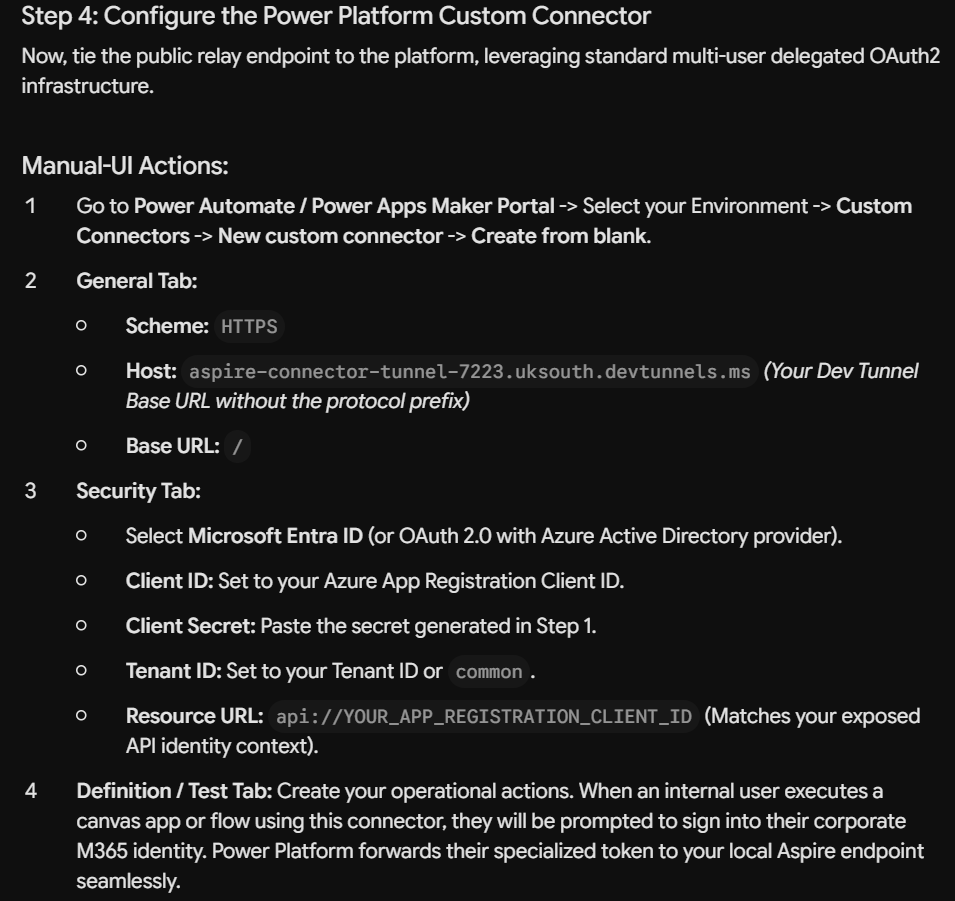 Step 4: Configure the Power Platform Custom Connector
Now, tie the public relay endpoint to the platform, leveraging standard multi-user delegated OAuth2
infrastructure.
Manual-UI Actions:
1 Go to Power Automate / Power Apps Maker Portal -> Select your Environment -> Custom
Connectors -> New custom connector -> Create from blank.
2 General Tab:
Scheme: HTTPS
Host: aspire-connector-tunnel-7223.uksouth.devtunnels.ms (Your Dev Tunnel
Base URL without the protocol prefix)
Base URL: /
3 Security Tab:
Select Microsoft Entra ID (or OAuth 2.0 with Azure Active Directory provider).
Client ID: Set to your Azure App Registration Client ID.
Client Secret: Paste the secret generated in Step 1.
Tenant ID: Set to your Tenant ID or common .
Resource URL: api://YOUR_APP_REGISTRATION_CLIENT_ID (Matches your exposed
API identity context).
4 Definition / Test Tab: Create your operational actions. When an internal user executes a
canvas app or flow using this connector, they will be prompted to sign into their corporate
M365 identity. Power Platform forwards their specialized token to your local Aspire endpoint
seamlessly.